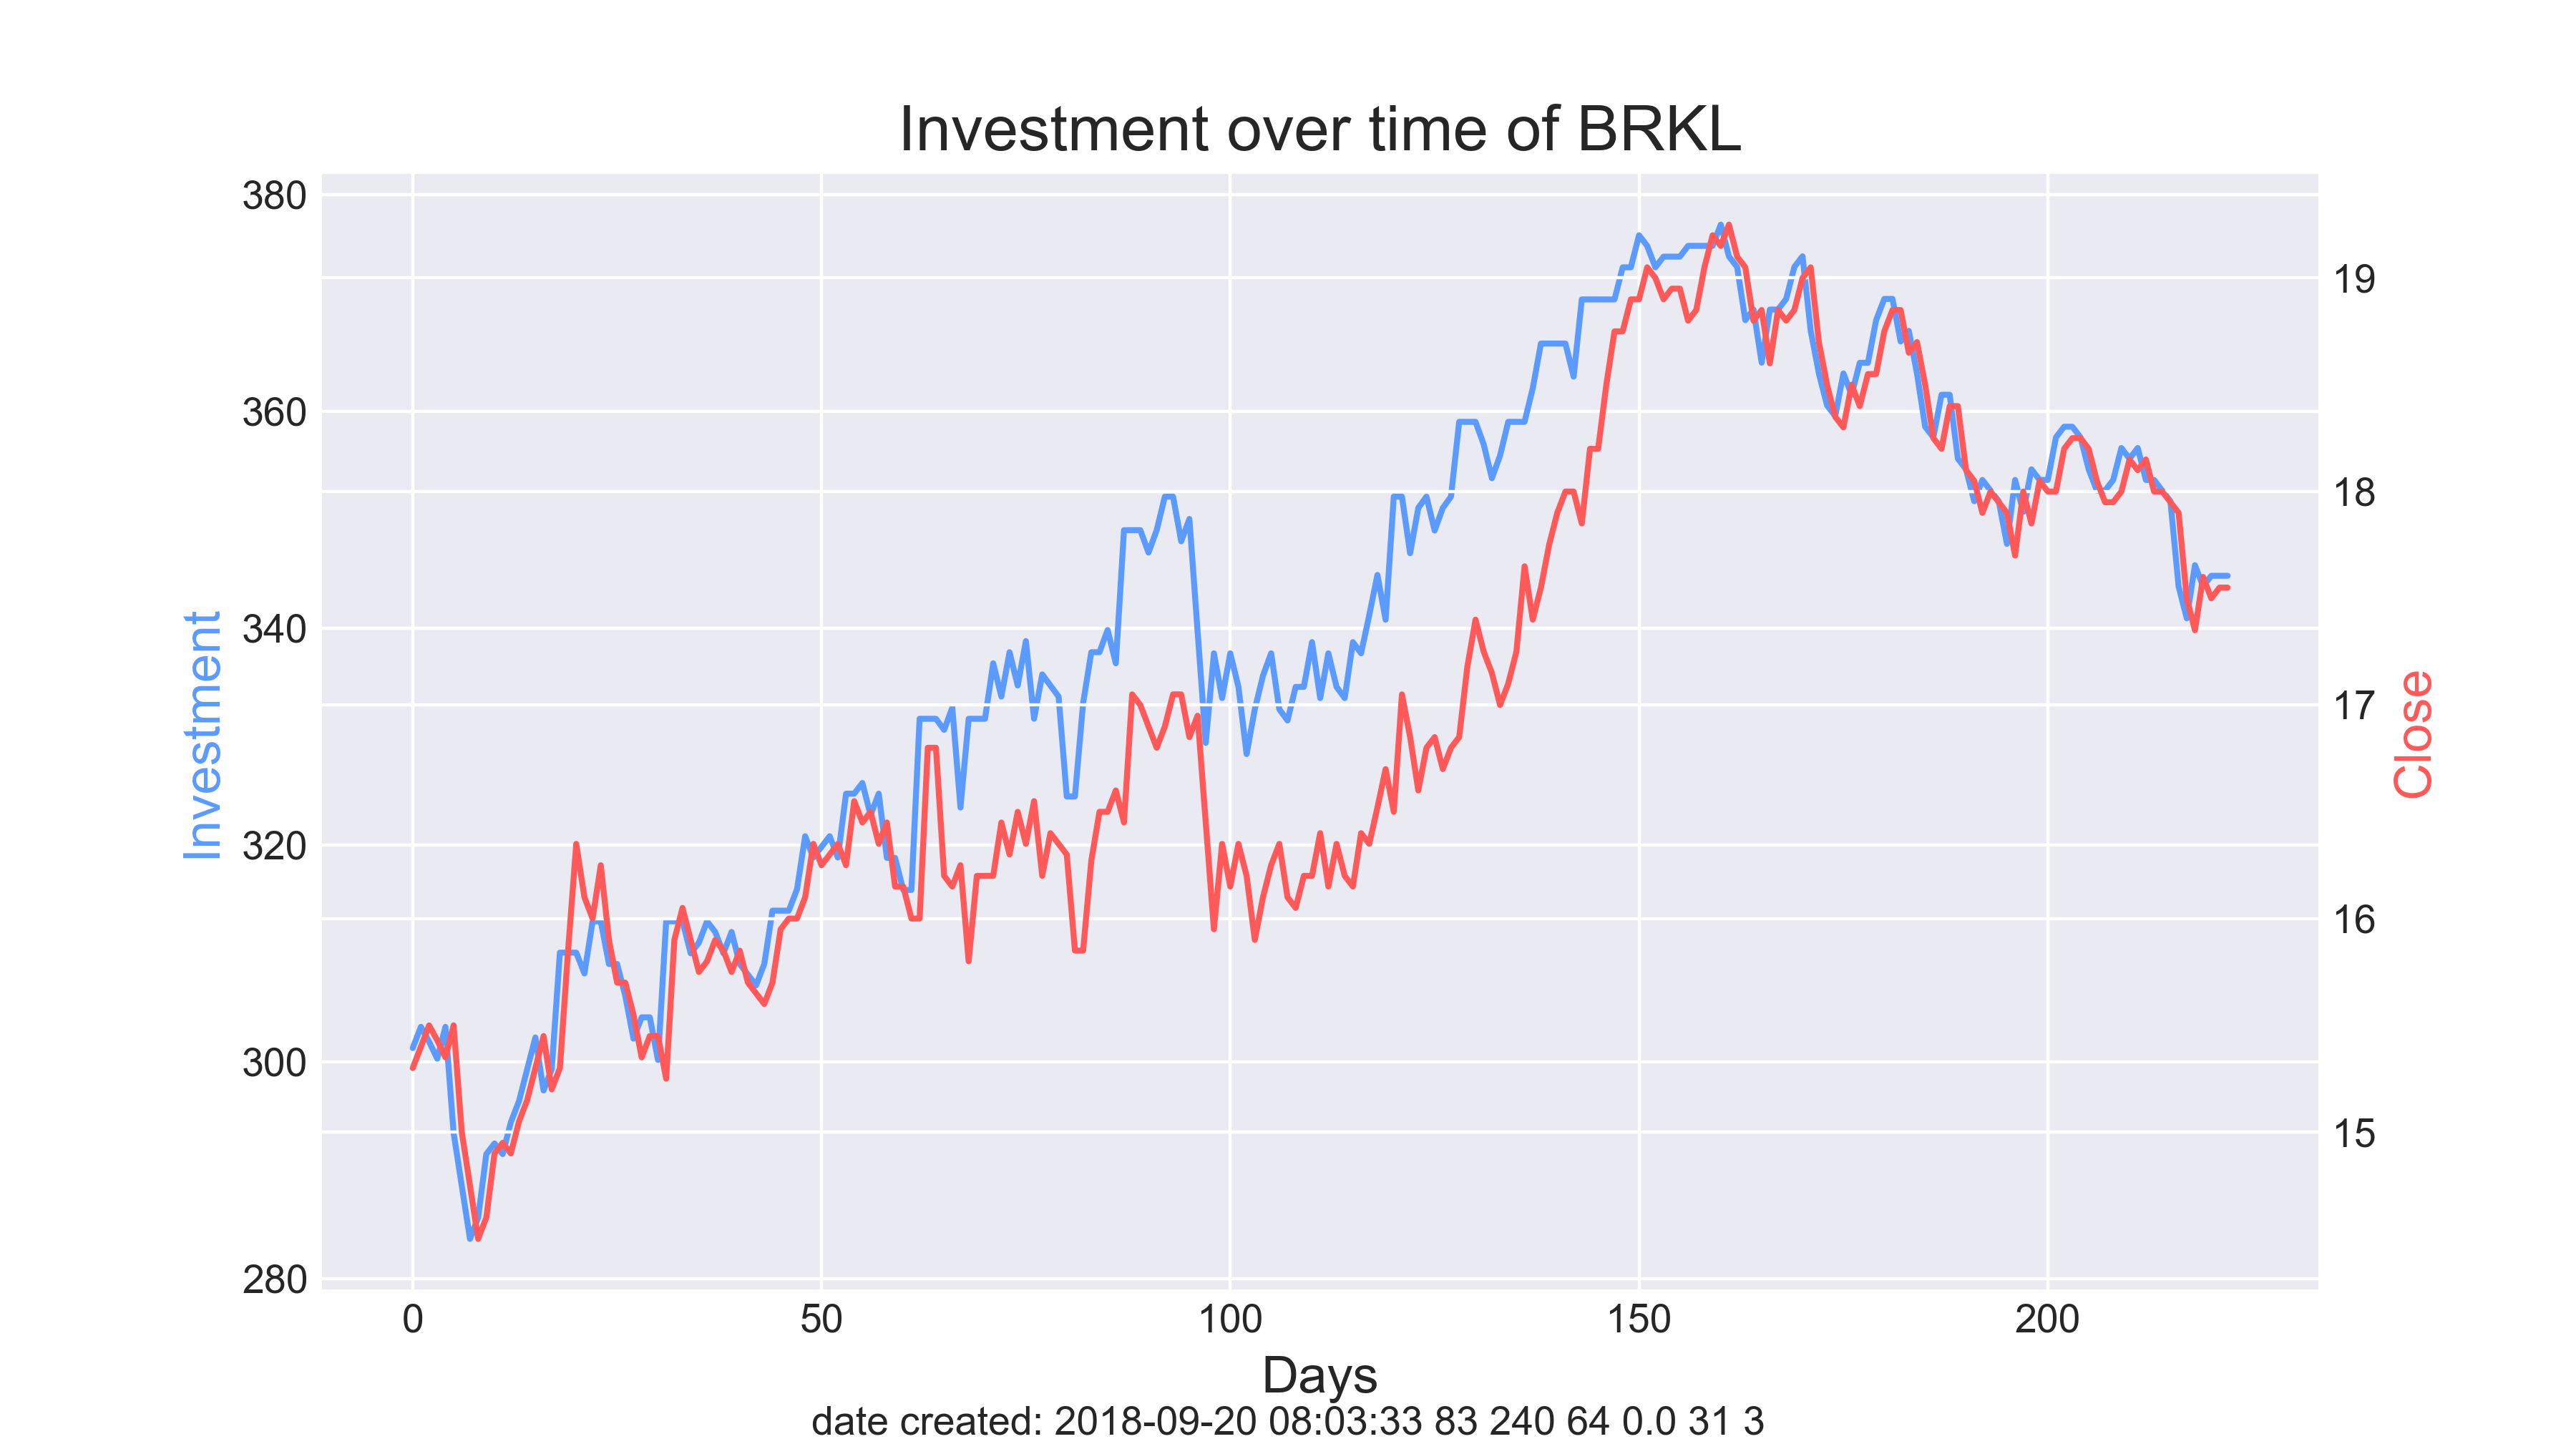 Investment over time of BRKL
380
360
340
320
300
280
Investment
19
18
17
16
15
Close
0 50 100 150 200
Days
date created: 2018-09-20 08:03:33 83 240 64 0.0 31 3